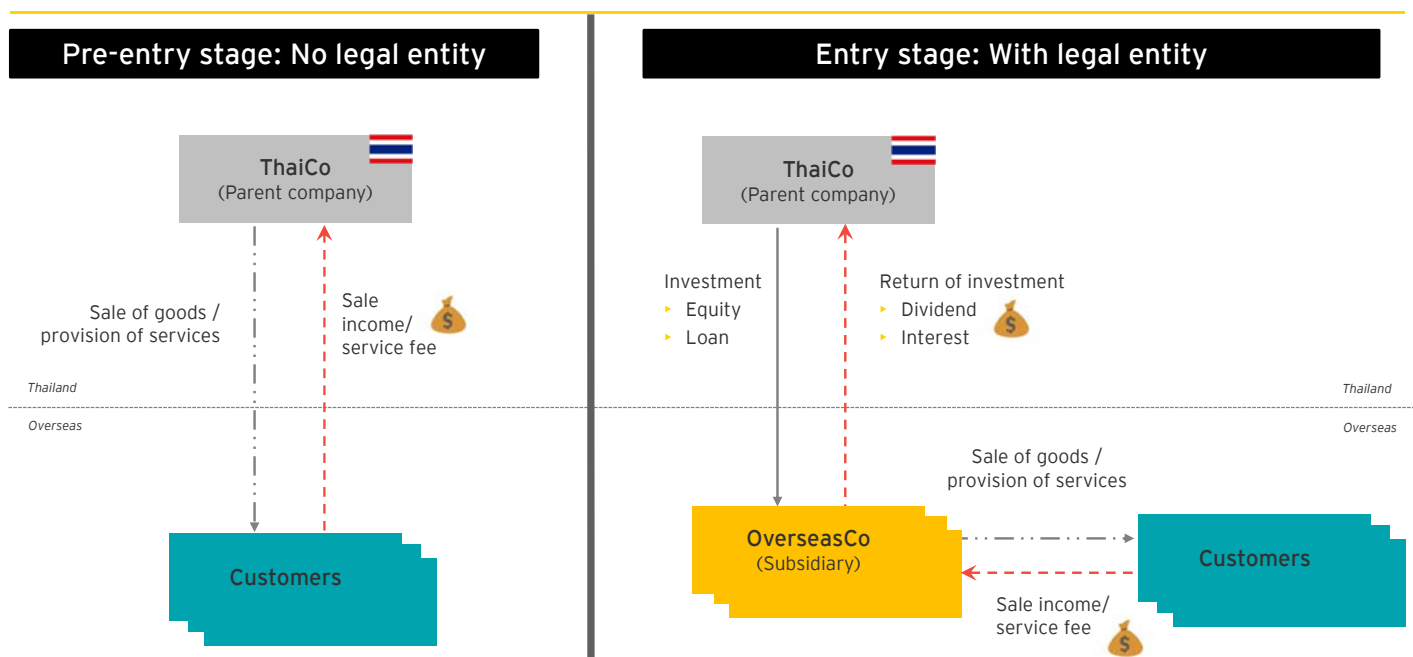 Pre-entry stage: No legal entity
ThaiCo
(Parent company)
Sale of goods /
provision of services
Sale
income/
service fee
$
Thailand
Overseas
Customers
Entry stage: With legal entity
ThaiCo
(Parent company)
Investment
Equity
Loan
Return of investment
Dividend
Interest
$
Thailand
Overseas
Sale of goods /
provision of services
OverseasCo
(Subsidiary)
Customers
Sale income/
service fee
$